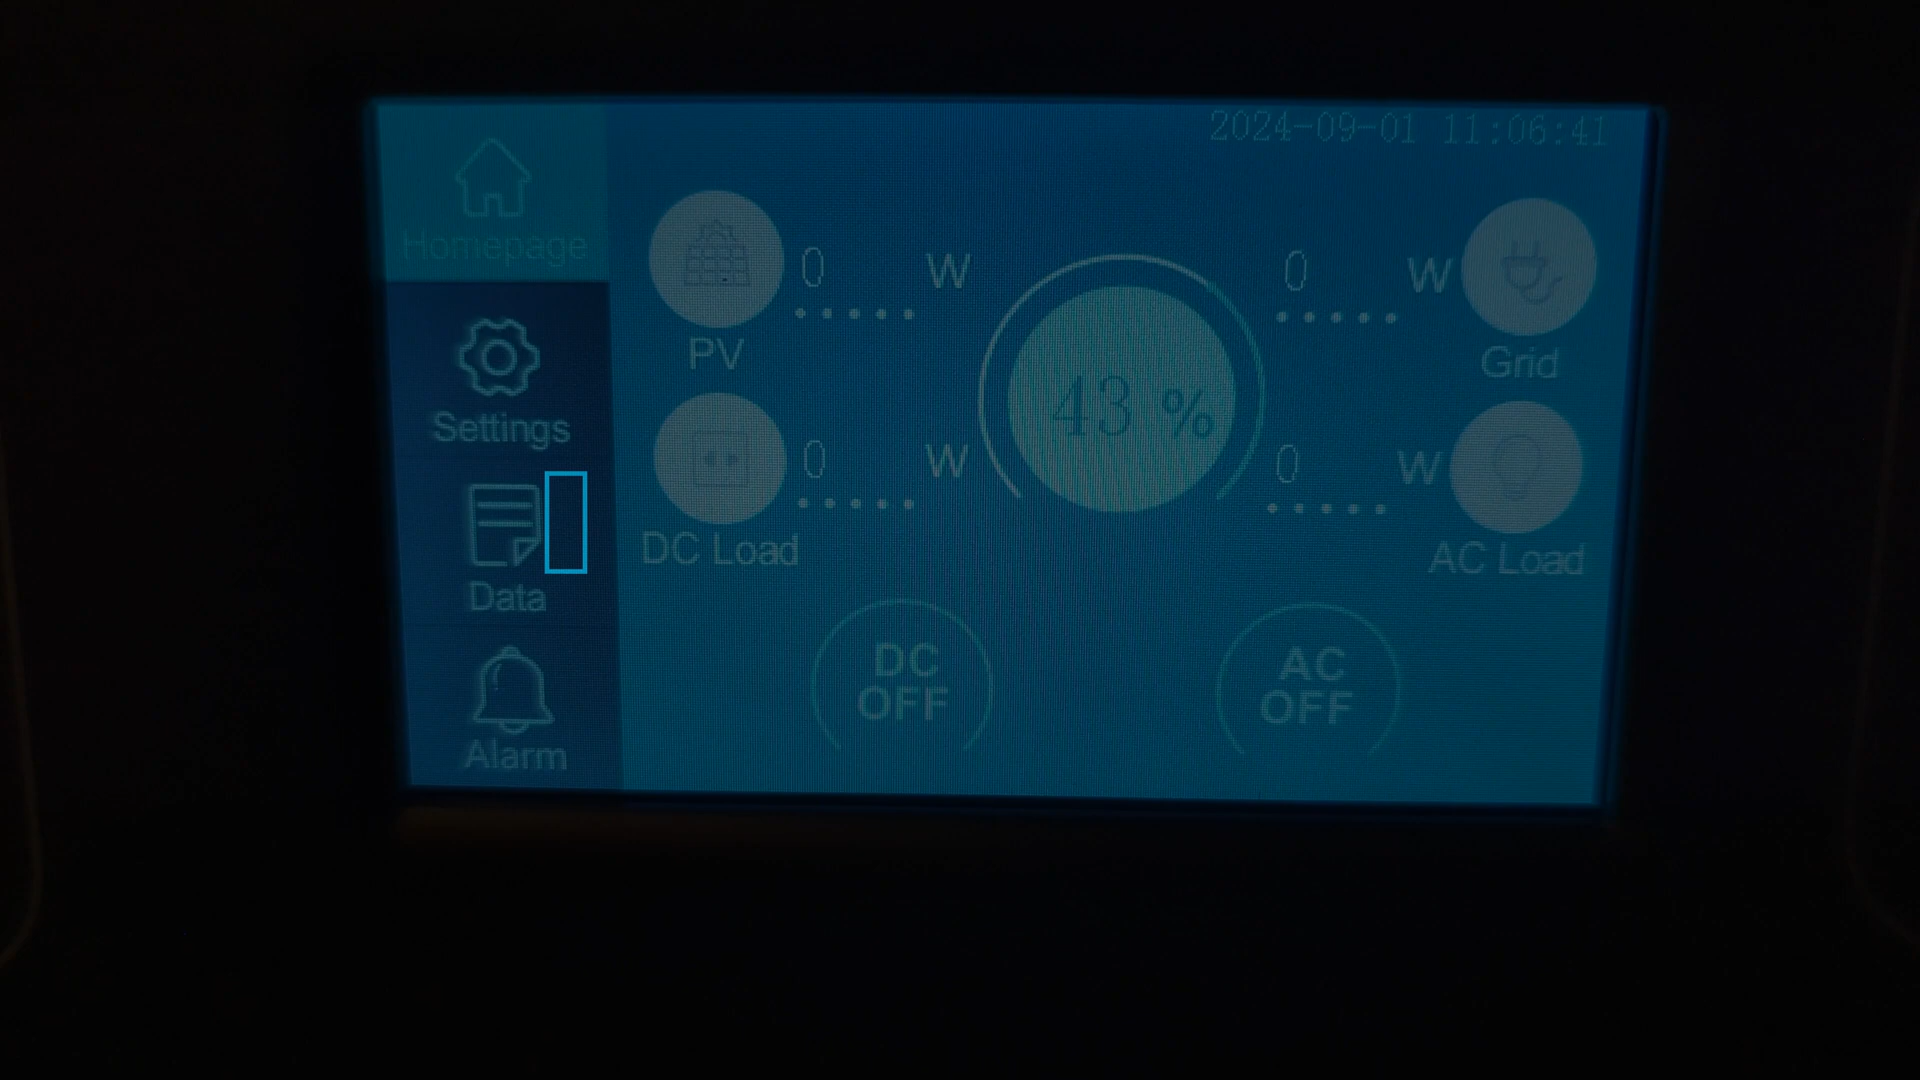 2024-09-01 11:06:41
Homepage
Settings
Data
Alarm
0 W
PV
0 W
Grid
43 %
0 W
DC Load
0 W
AC Load
DC
OFF
AC
OFF